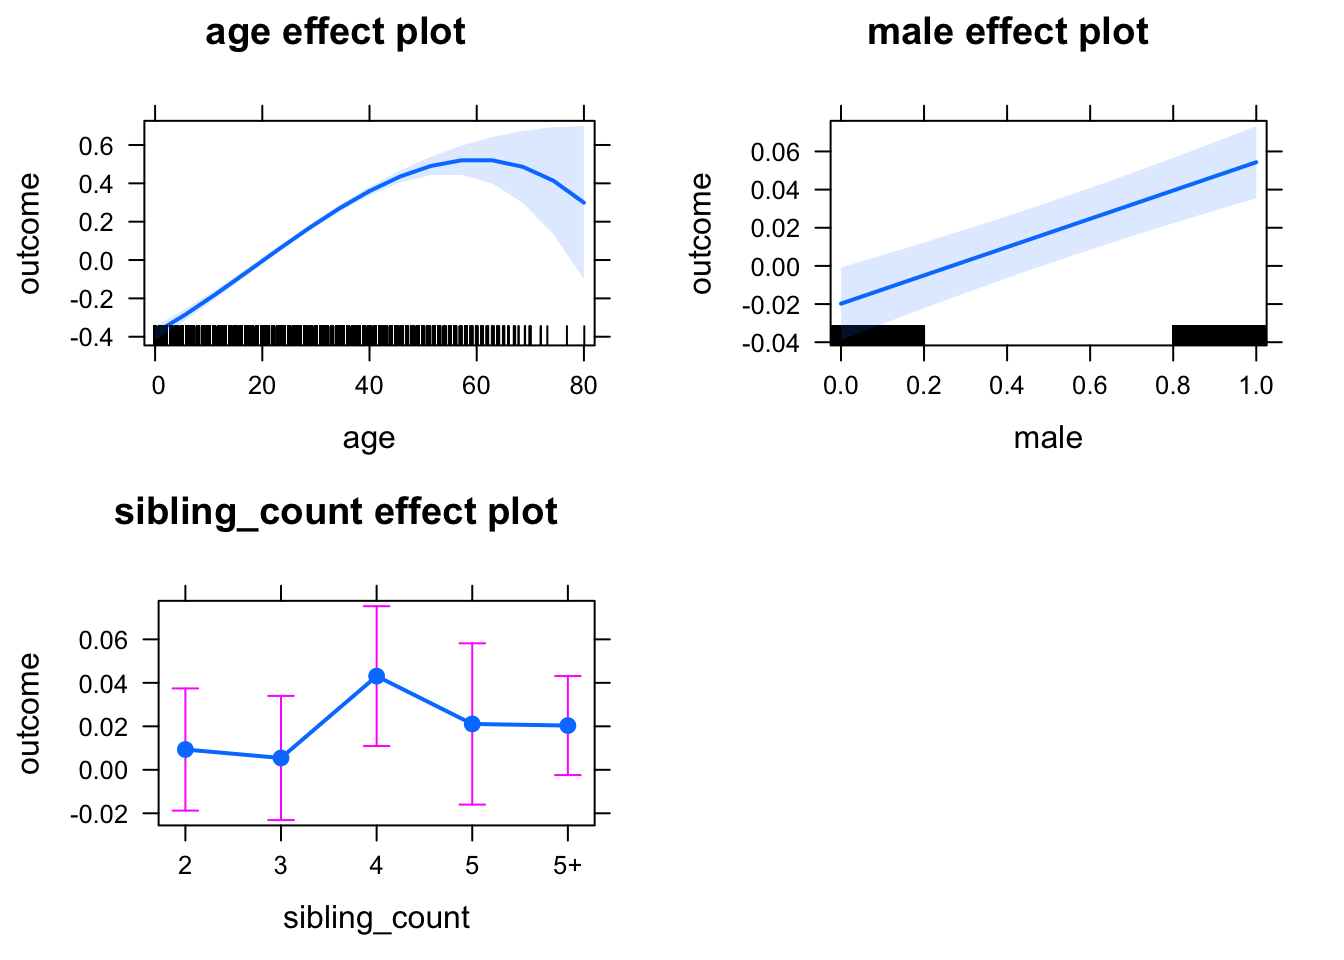 age effect plot
outcome
0.6
0.4
0.2
0.0
-0.2
-0.4
0 20 40 60 80
age
male effect plot
outcome
0.06
0.04
0.02
0.00
-0.02
-0.04
0.0 0.2 0.4 0.6 0.8 1.0
male
sibling_count effect plot
outcome
0.06
0.04
0.02
0.00
-0.02
2 3 4 5 5+
sibling_count